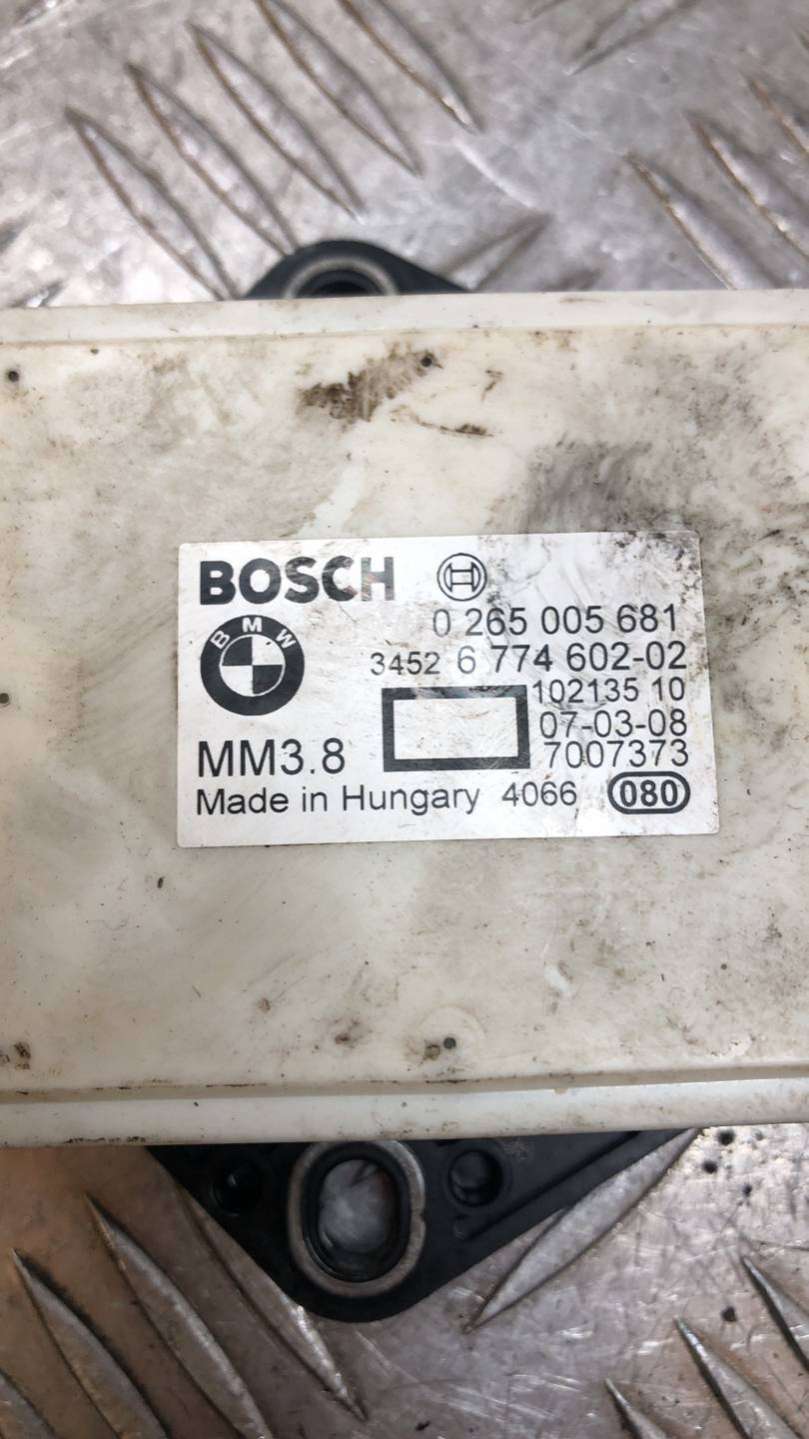 BOSCH
0 265 005 681
BMW
3452 6 774 602-02
102135 10
07-03-08
MM3.8 7007373
Made in Hungary 4066 080